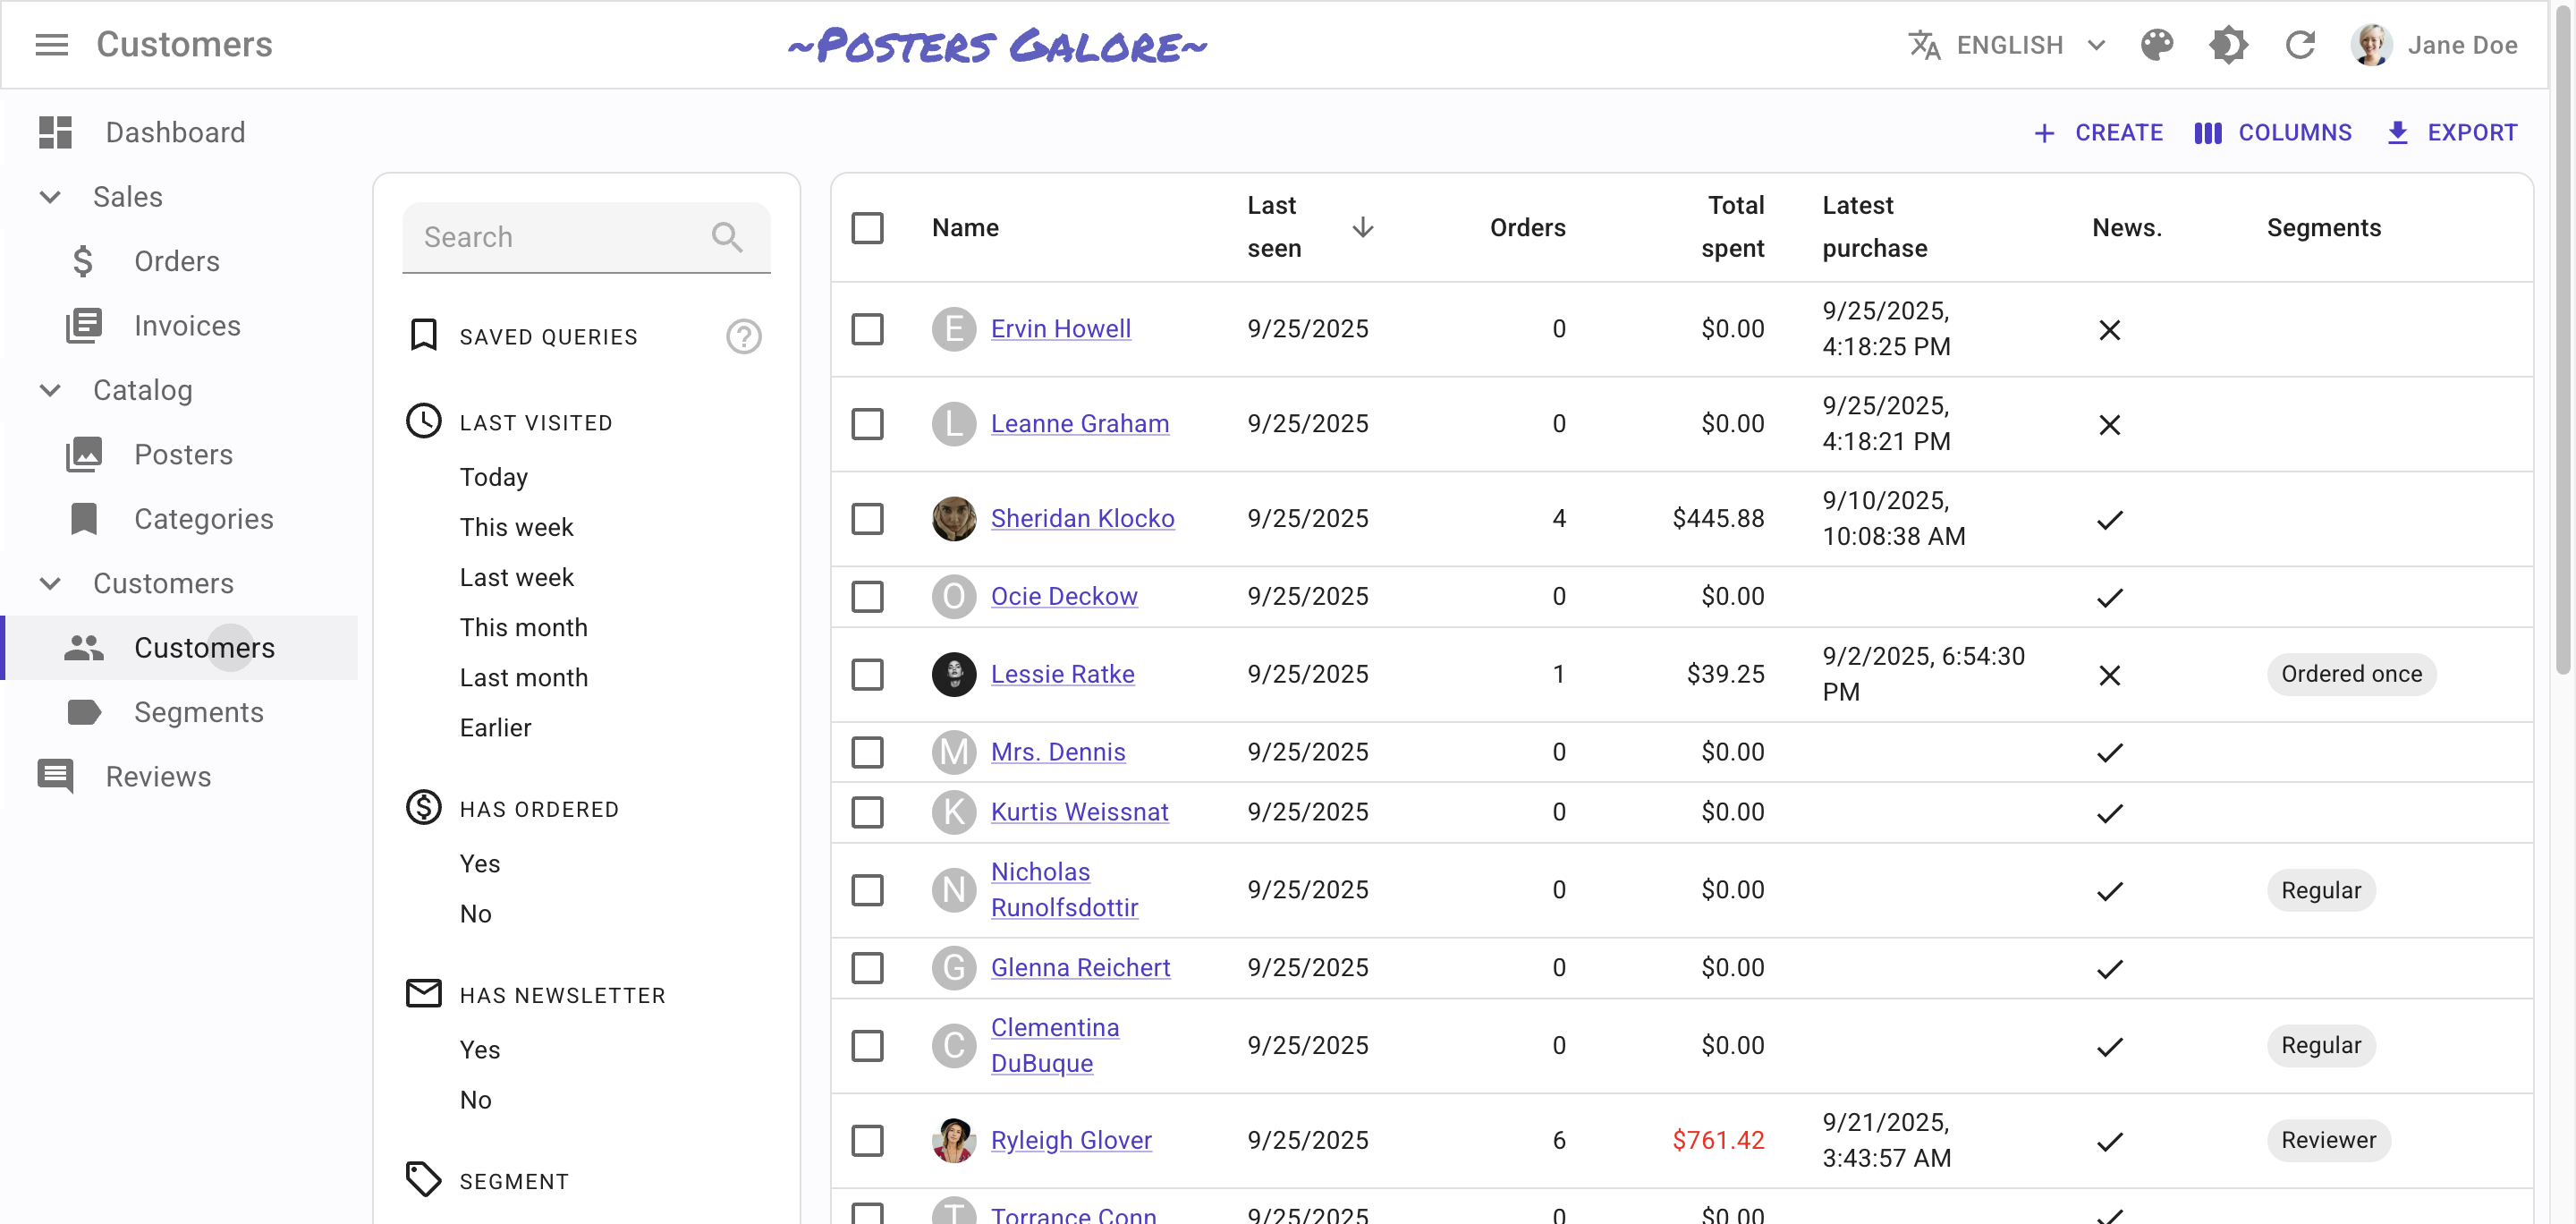 Customers
~Posters Galore~
ENGLISH
Jane Doe
Dashboard
Sales
Orders
Invoices
Catalog
Posters
Categories
Customers
Customers
Segments
Reviews
CREATE
COLUMNS
EXPORT
Search
SAVED QUERIES
LAST VISITED
Today
This week
Last week
This month
Last month
Earlier
HAS ORDERED
Yes
No
HAS NEWSLETTER
Yes
No
SEGMENT
Name Last seen Orders Total spent Latest purchase News. Segments
E Ervin Howell 9/25/2025 0 $0.00 9/25/2025, 4:18:25 PM
L Leanne Graham 9/25/2025 0 $0.00 9/25/2025, 4:18:21 PM
Sheridan Klocko 9/25/2025 4 $445.88 9/10/2025, 10:08:38 AM
O Ocie Deckow 9/25/2025 0 $0.00
Lessie Ratke 9/25/2025 1 $39.25 9/2/2025, 6:54:30 PM Ordered once
M Mrs. Dennis 9/25/2025 0 $0.00
K Kurtis Weissnat 9/25/2025 0 $0.00
N Nicholas Runolfsdottir 9/25/2025 0 $0.00 Regular
G Glenna Reichert 9/25/2025 0 $0.00
C Clementina DuBuque 9/25/2025 0 $0.00 Regular
Ryleigh Glover 9/25/2025 6 $761.42 9/21/2025, 3:43:57 AM Reviewer
T Torrance Conn 9/25/2025 0 $0.00